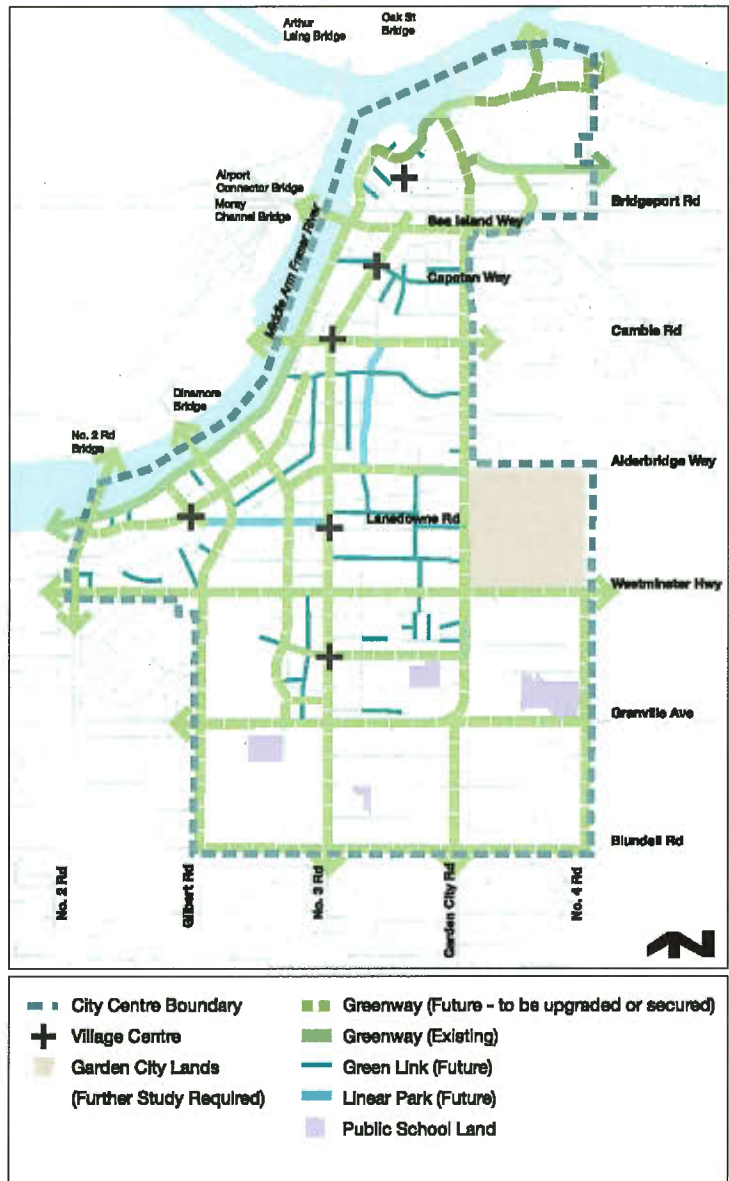 Arthur
Laing Bridge
Oak St
Bridge
Airport
Connector Bridge
Moray
Channel Bridge
Bridgeport Rd
Sea Island Way
Middle Arm Fraser River
Capstan Way
Cambie Rd
Dinsmore
Bridge
No. 2 Rd
Bridge
Alderbridge Way
Lansdowne Rd
Westminster Hwy
Granville Ave
Blundell Rd
No. 2 Rd
Gilbert Rd
No. 3 Rd
Garden City Rd
No. 4 Rd
N
City Centre Boundary
Village Centre
Garden City Lands
(Further Study Required)
Greenway (Future - to be upgraded or secured)
Greenway (Existing)
Green Link (Future)
Linear Park (Future)
Public School Land